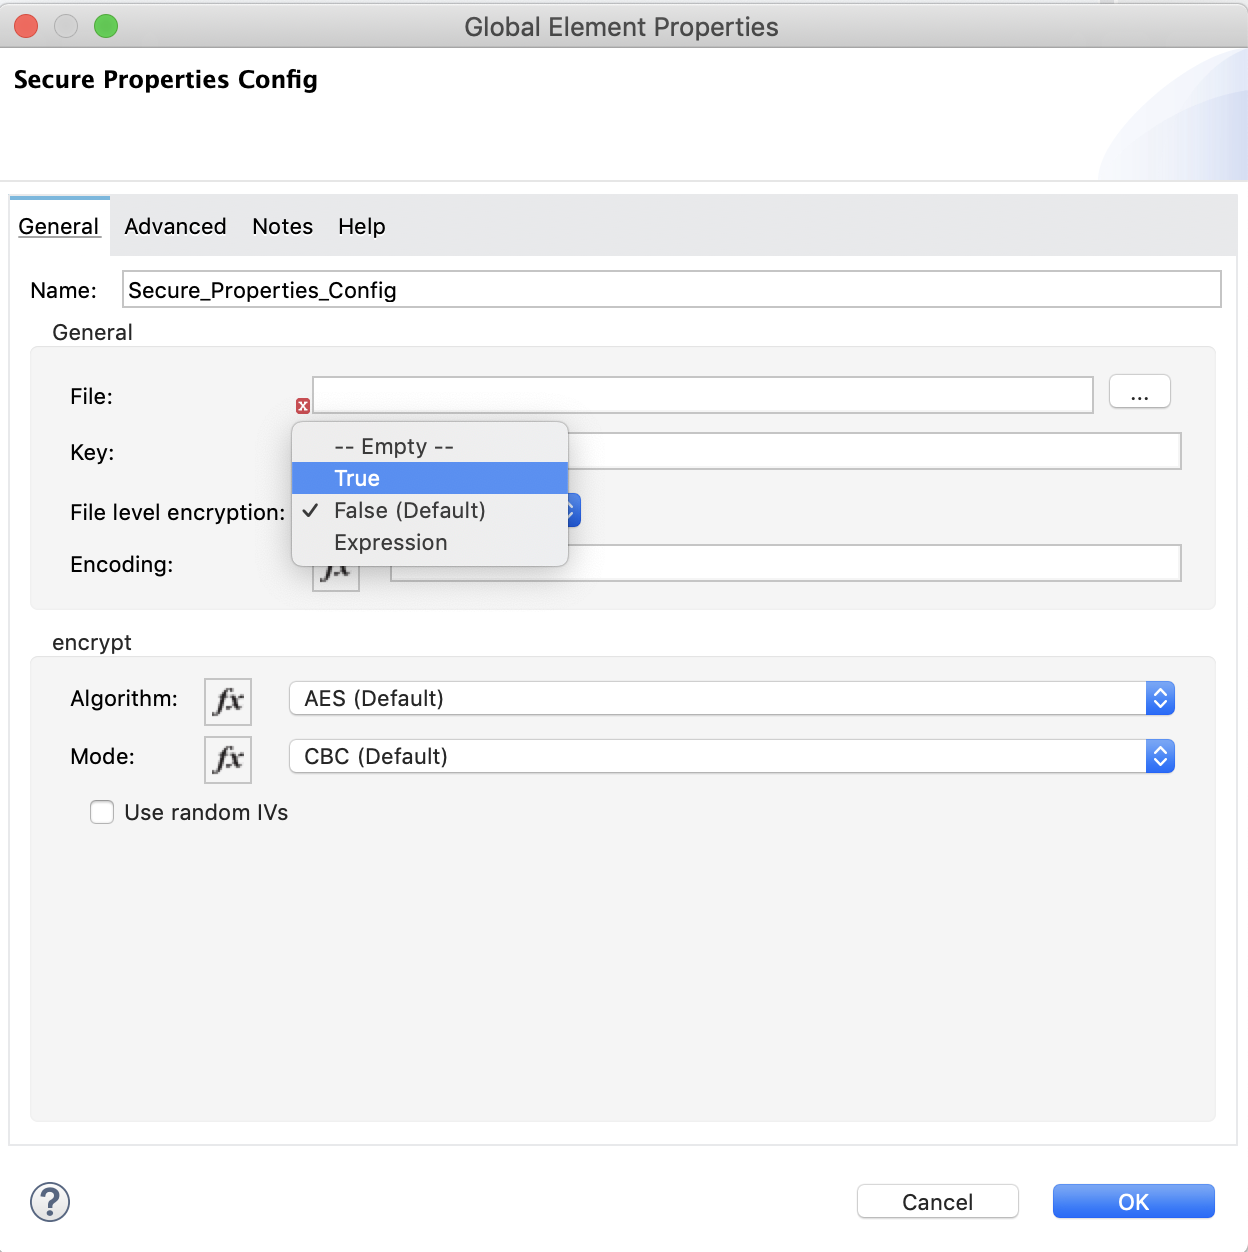 Global Element Properties
Secure Properties Config
General Advanced Notes Help
Name: Secure_Properties_Config
General
File: ...
Key:
-- Empty --
True
File level encryption: ✓ False (Default)
Expression
Encoding: fx
encrypt
Algorithm: fx AES (Default)
Mode: fx CBC (Default)
Use random IVs
? Cancel OK